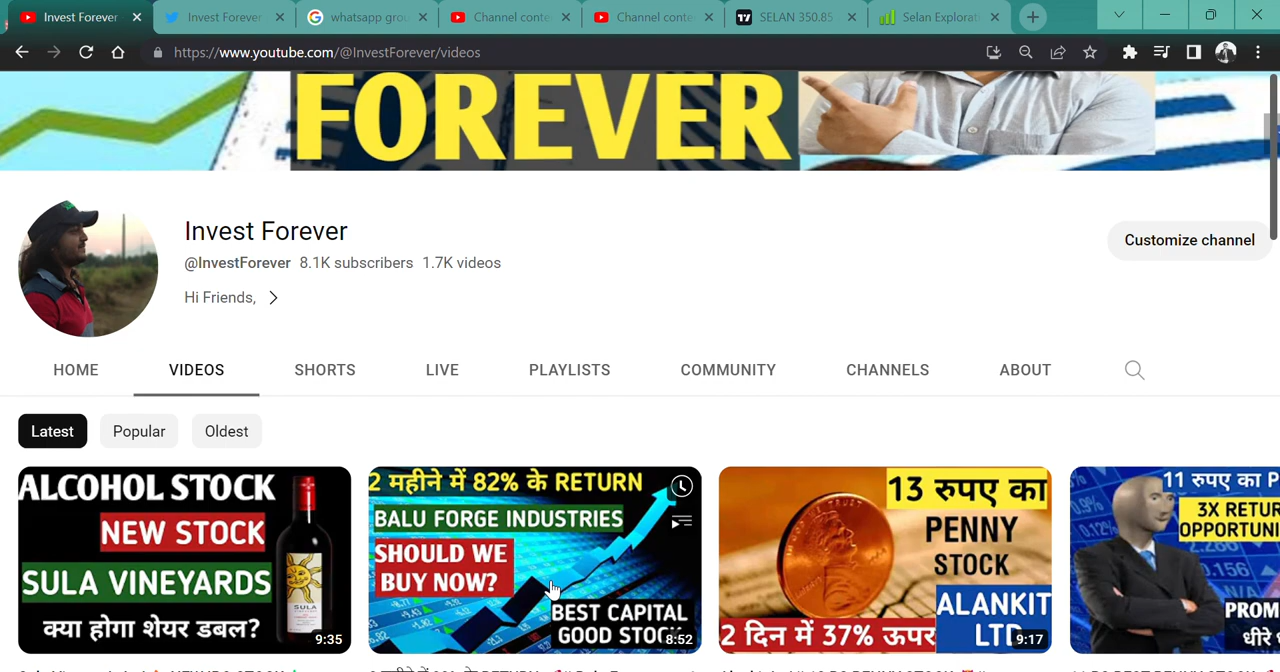 Invest Forever
Invest Forever
whatsapp grou
Channel conte
Channel conte
SELAN 350.85
Selan Explorati
https://www.youtube.com/@InvestForever/videos
FOREVER
Invest Forever
@InvestForever 8.1K subscribers 1.7K videos
Hi Friends,
Customize channel
HOME VIDEOS SHORTS LIVE PLAYLISTS COMMUNITY CHANNELS ABOUT
Latest Popular Oldest
ALCOHOL STOCK
NEW STOCK
SULA VINEYARDS
क्या होगा शेयर डबल?
SULA
9:35
2 महीने में 82% के RETURN
BALU FORGE INDUSTRIES
SHOULD WE
BUY NOW?
BEST CAPITAL
GOOD STOCK
8:52
13 रुपए का
PENNY
STOCK
ALANKIT
LTD
2 दिन में 37% ऊपर
9:17
11 रुपए का P
3X RETUR
OPPORTUNI
PROM
धीरे